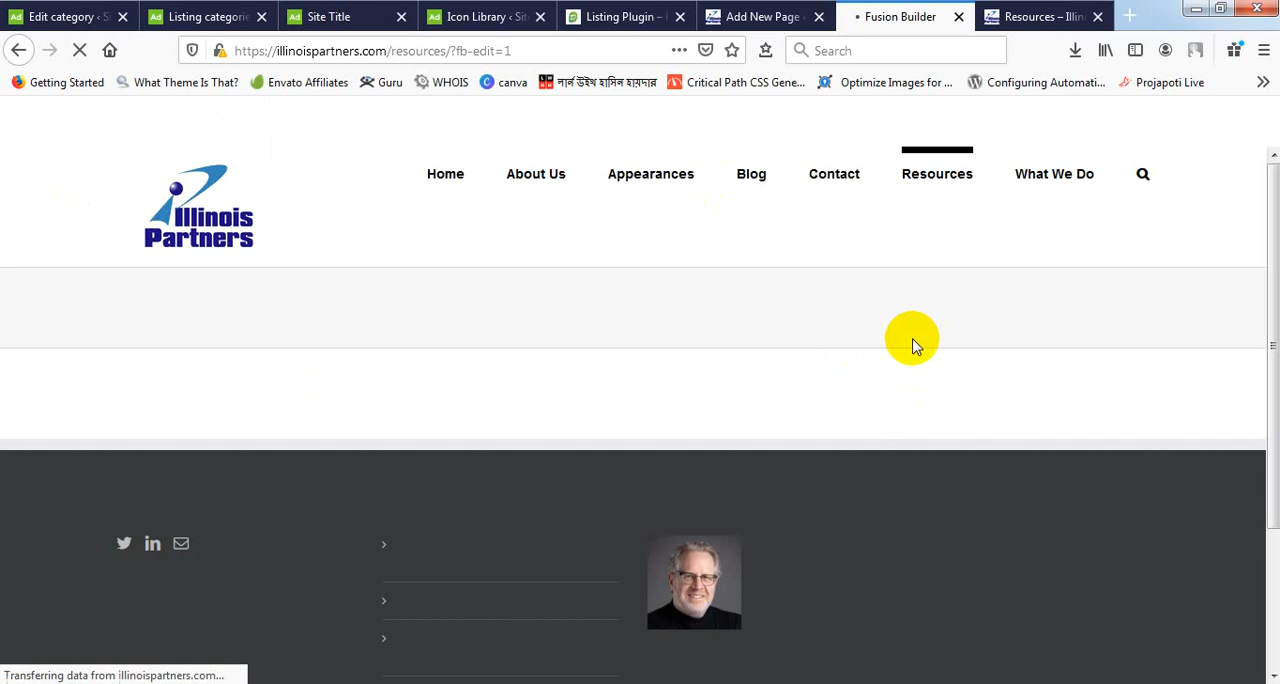 Edit category ‹ Si
Listing categorie
Site Title
Icon Library ‹ Site
Listing Plugin –
Add New Page ‹
Fusion Builder
Resources – Illin
https://illinoispartners.com/resources/?fb-edit=1
Search
Getting Started
What Theme Is That?
Envato Affiliates
Guru
WHOIS
canva
লার্ন উইথ হাসিন হায়দার
Critical Path CSS Gene...
Optimize Images for ...
Configuring Automati...
Projapoti Live
Illinois
Partners
Home
About Us
Appearances
Blog
Contact
Resources
What We Do
Transferring data from illinoispartners.com...